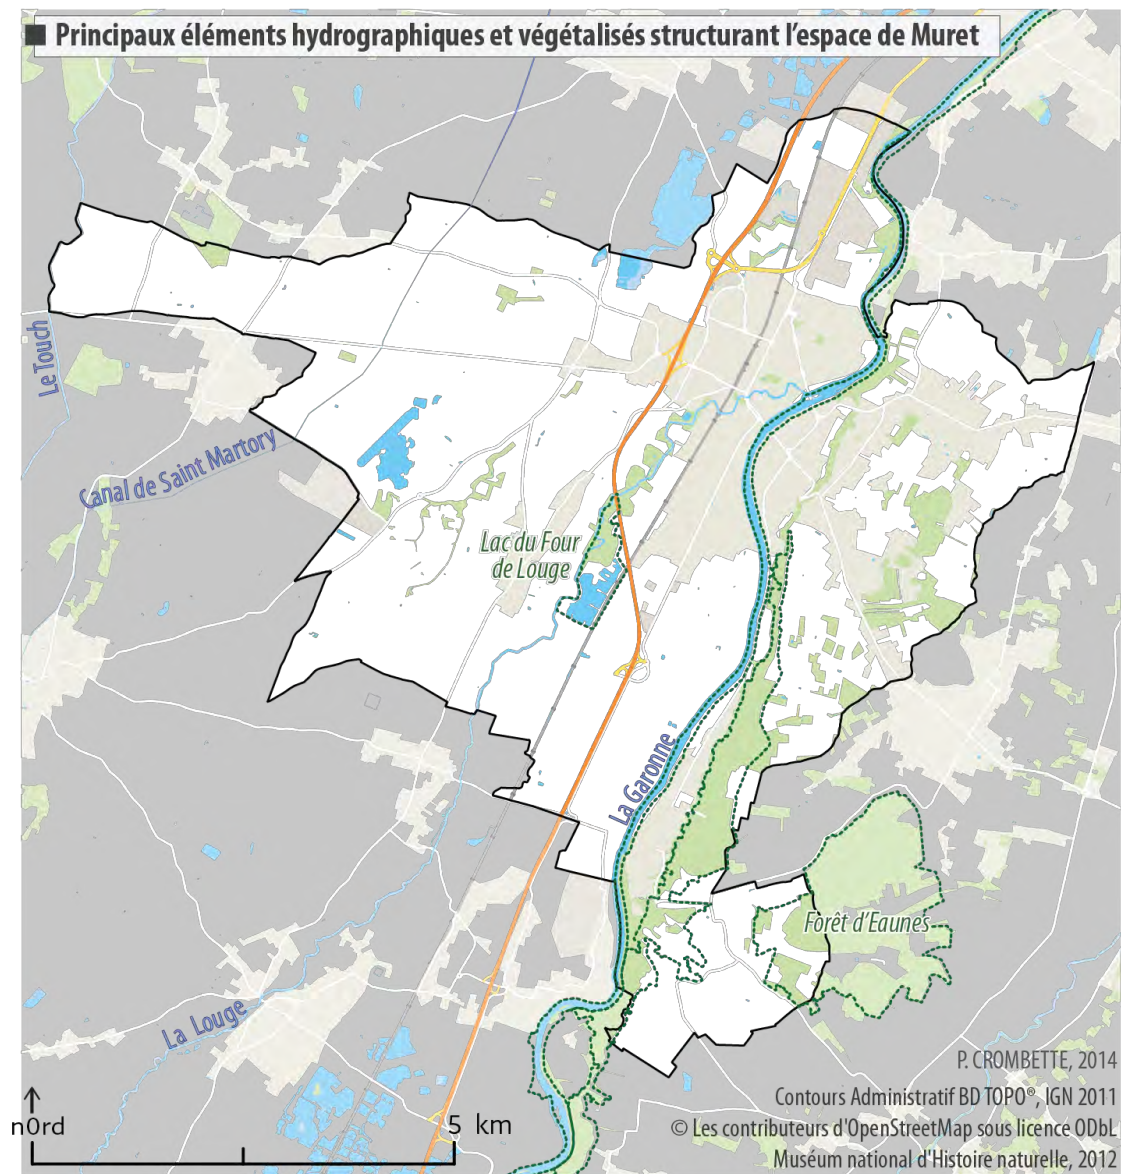 Principaux éléments hydrographiques et végétalisés structurant l'espace de Muret
Le Touch
Canal de Saint Martory
Lac du Four
de Louge
La Garonne :
Forêt d'Eaunes
La Louge
P. CROMBETTE, 2014
Contours Administratif BD TOPO®, IGN 2011
© Les contributeurs d'OpenStreetMap sous licence ODbL
Muséum national d'Histoire naturelle, 2012
n0rd
5 km